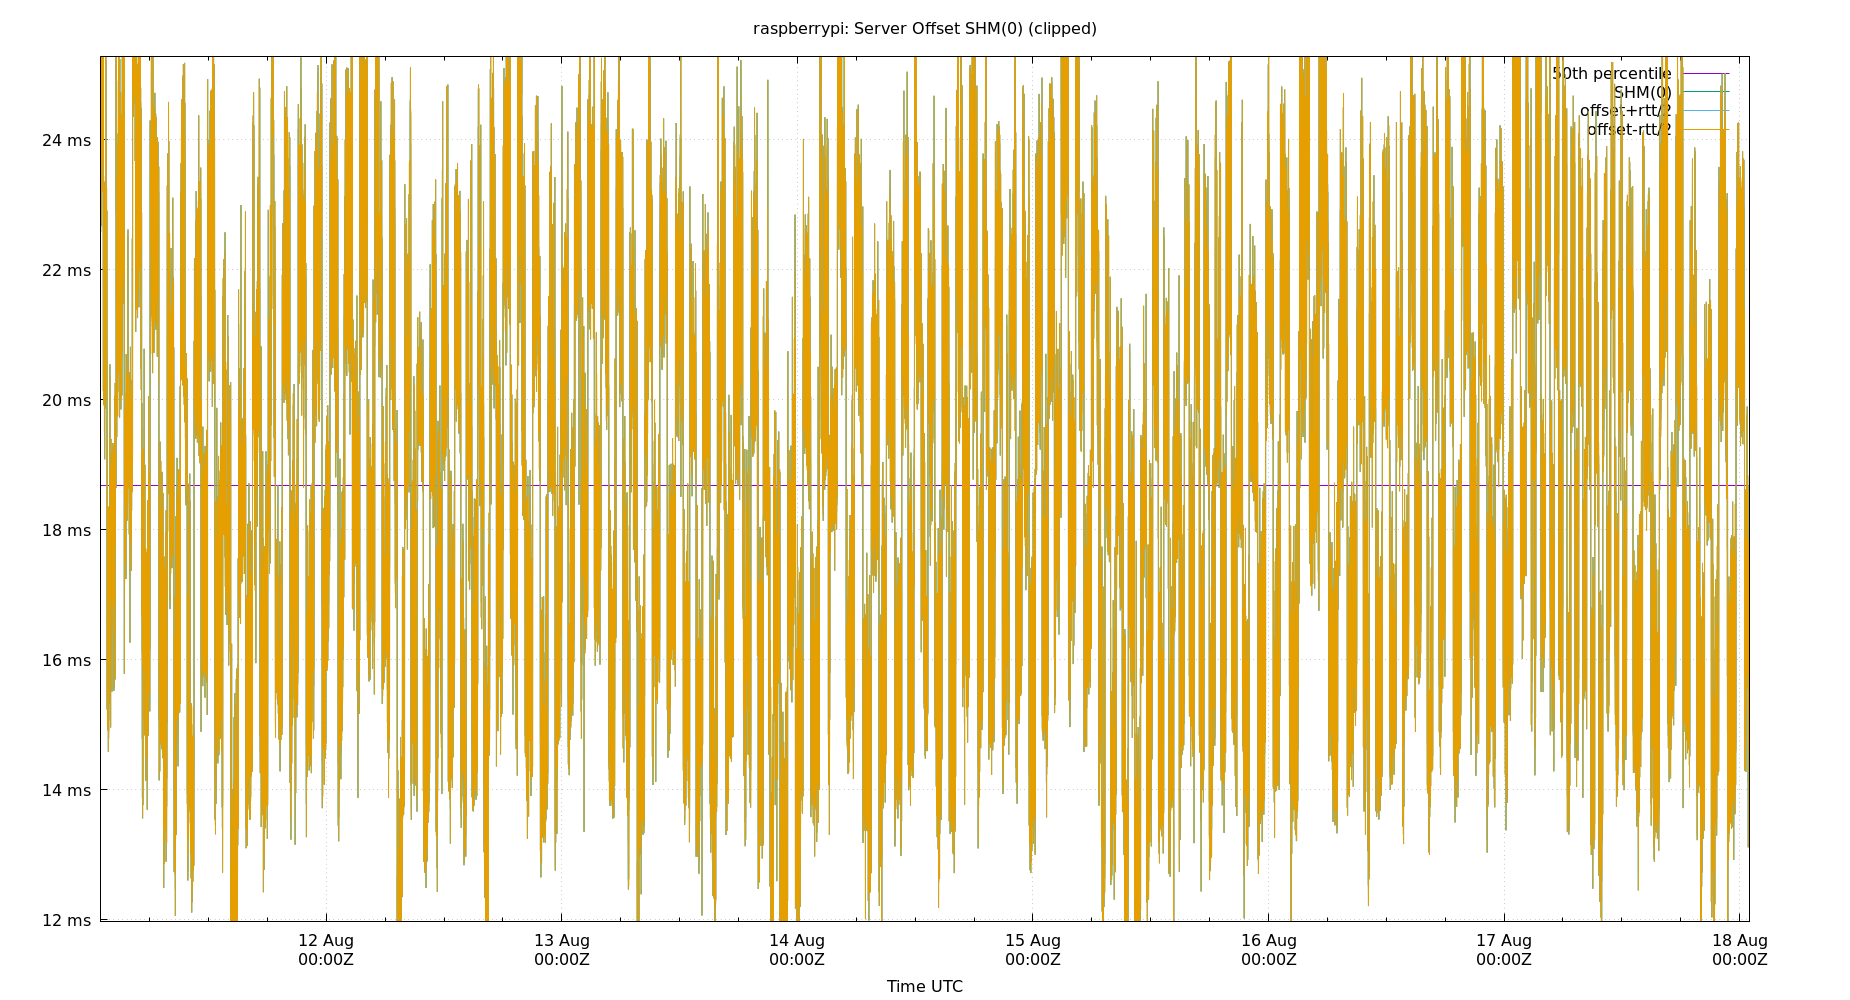 raspberrypi: Server Offset SHM(0) (clipped)
50th percentile
SHM(0)
offset+rtt/2
offset-rtt/2
24 ms
22 ms
20 ms
18 ms
16 ms
14 ms
12 ms
12 Aug
00:00Z
13 Aug
00:00Z
14 Aug
00:00Z
15 Aug
00:00Z
16 Aug
00:00Z
17 Aug
00:00Z
18 Aug
00:00Z
Time UTC